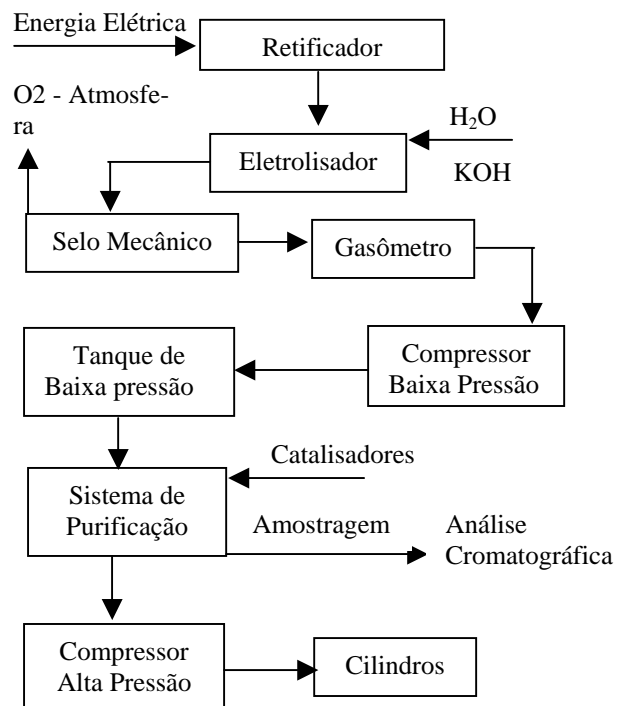 Energia Elétrica
Retificador
O2 - Atmosfe-
ra
H₂O
Eletrolisador
KOH
Selo Mecânico
Gasômetro
Tanque de
Baixa pressão
Compressor
Baixa Pressão
Catalisadores
Sistema de
Purificação
Amostragem
Análise
Cromatográfica
Compressor
Alta Pressão
Cilindros